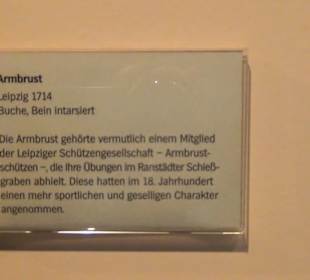 Armbrust
Leipzig 1714
Buche, Bein intarsiert
Die Armbrust gehörte vermutlich einem Mitglied
der Leipziger Schützengesellschaft – Armbrust-
schützen –, die ihre Übungen im Ranstädter Schieß-
graben abhielt. Diese hatten im 18. Jahrhundert
einen mehr sportlichen und geselligen Charakter
angenommen.